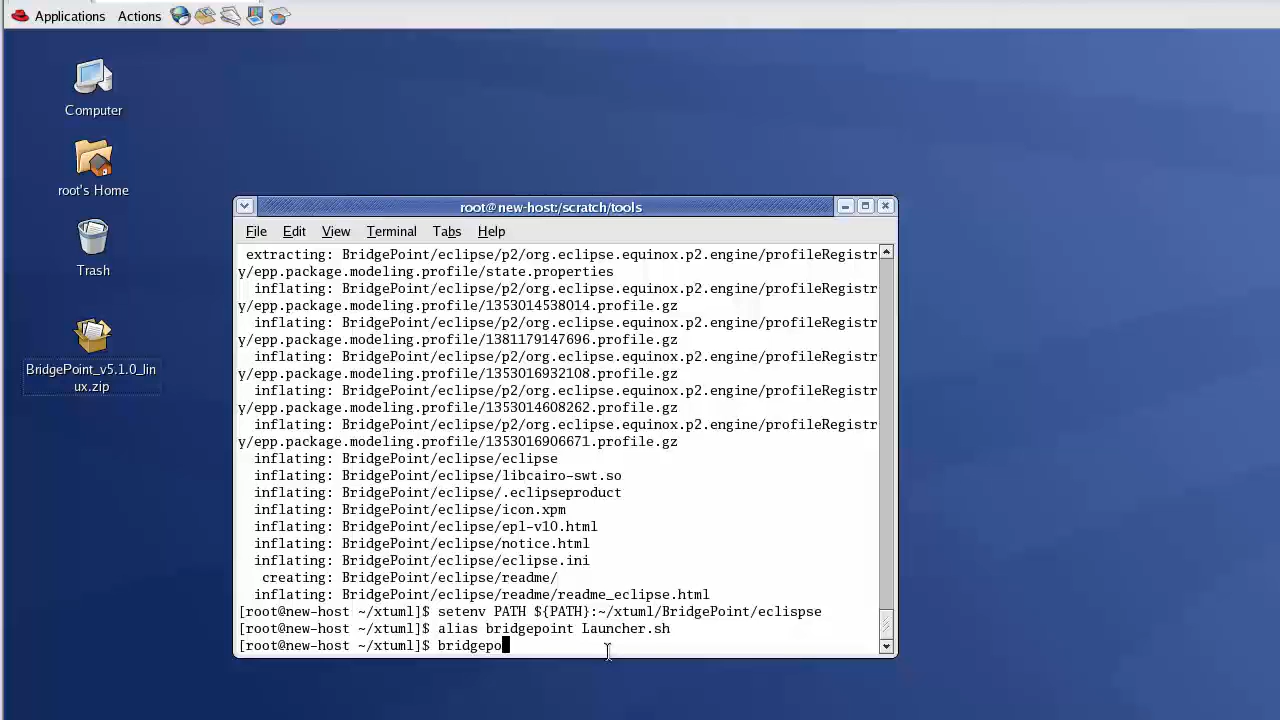 Applications Actions
Computer
root's Home
Trash
BridgePoint_v5.1.0_lin
ux.zip
root@new-host:/scratch/tools
File Edit View Terminal Tabs Help
extracting: BridgePoint/eclipse/p2/org.eclipse.equinox.p2.engine/profileRegistr
y/epp.package.modeling.profile/state.properties
inflating: BridgePoint/eclipse/p2/org.eclipse.equinox.p2.engine/profileRegistr
y/epp.package.modeling.profile/1353014538014.profile.gz
inflating: BridgePoint/eclipse/p2/org.eclipse.equinox.p2.engine/profileRegistr
y/epp.package.modeling.profile/1381179147696.profile.gz
inflating: BridgePoint/eclipse/p2/org.eclipse.equinox.p2.engine/profileRegistr
y/epp.package.modeling.profile/1353016932108.profile.gz
inflating: BridgePoint/eclipse/p2/org.eclipse.equinox.p2.engine/profileRegistr
y/epp.package.modeling.profile/1353014608262.profile.gz
inflating: BridgePoint/eclipse/p2/org.eclipse.equinox.p2.engine/profileRegistr
y/epp.package.modeling.profile/1353016906671.profile.gz
inflating: BridgePoint/eclipse/eclipse
inflating: BridgePoint/eclipse/libcairo-swt.so
inflating: BridgePoint/eclipse/.eclipseproduct
inflating: BridgePoint/eclipse/icon.xpm
inflating: BridgePoint/eclipse/epl-v10.html
inflating: BridgePoint/eclipse/notice.html
inflating: BridgePoint/eclipse/eclipse.ini
creating: BridgePoint/eclipse/readme/
inflating: BridgePoint/eclipse/readme/readme_eclipse.html
[root@new-host ~/xtuml]$ setenv PATH ${PATH}:~/xtuml/BridgePoint/eclispse
[root@new-host ~/xtuml]$ alias bridgepoint Launcher.sh
[root@new-host ~/xtuml]$ bridgepo